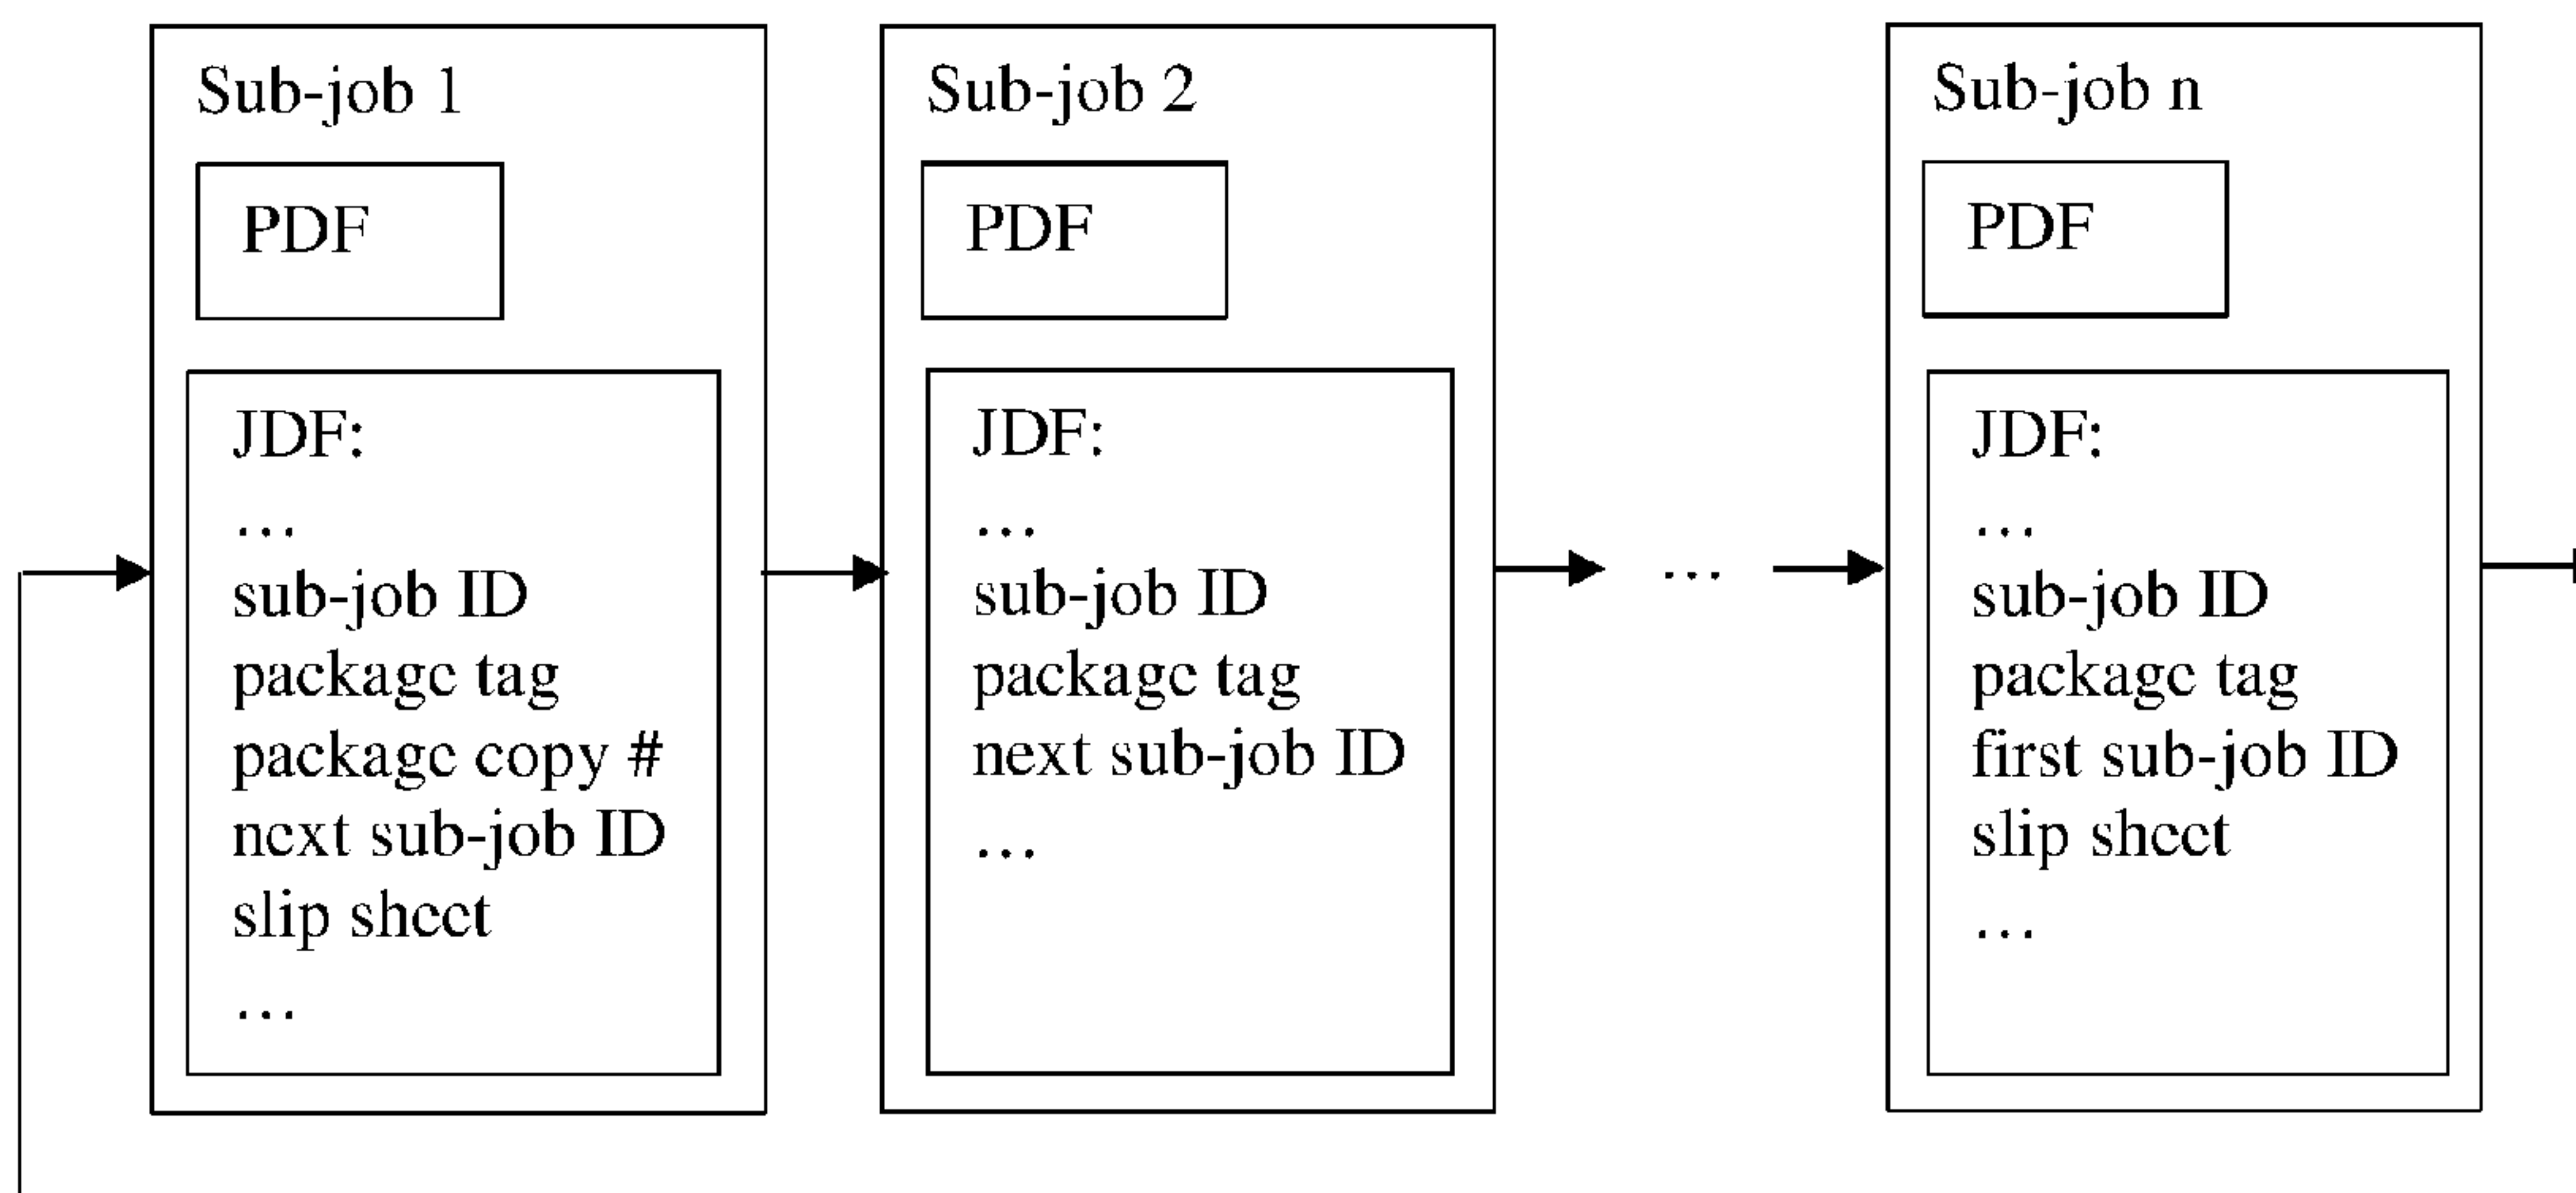 Sub-job 1
PDF
JDF:
…
sub-job ID
package tag
package copy #
next sub-job ID
slip sheet
…
Sub-job 2
PDF
JDF:
…
sub-job ID
package tag
next sub-job ID
…
…
Sub-job n
PDF
JDF:
…
sub-job ID
package tag
first sub-job ID
slip sheet
…